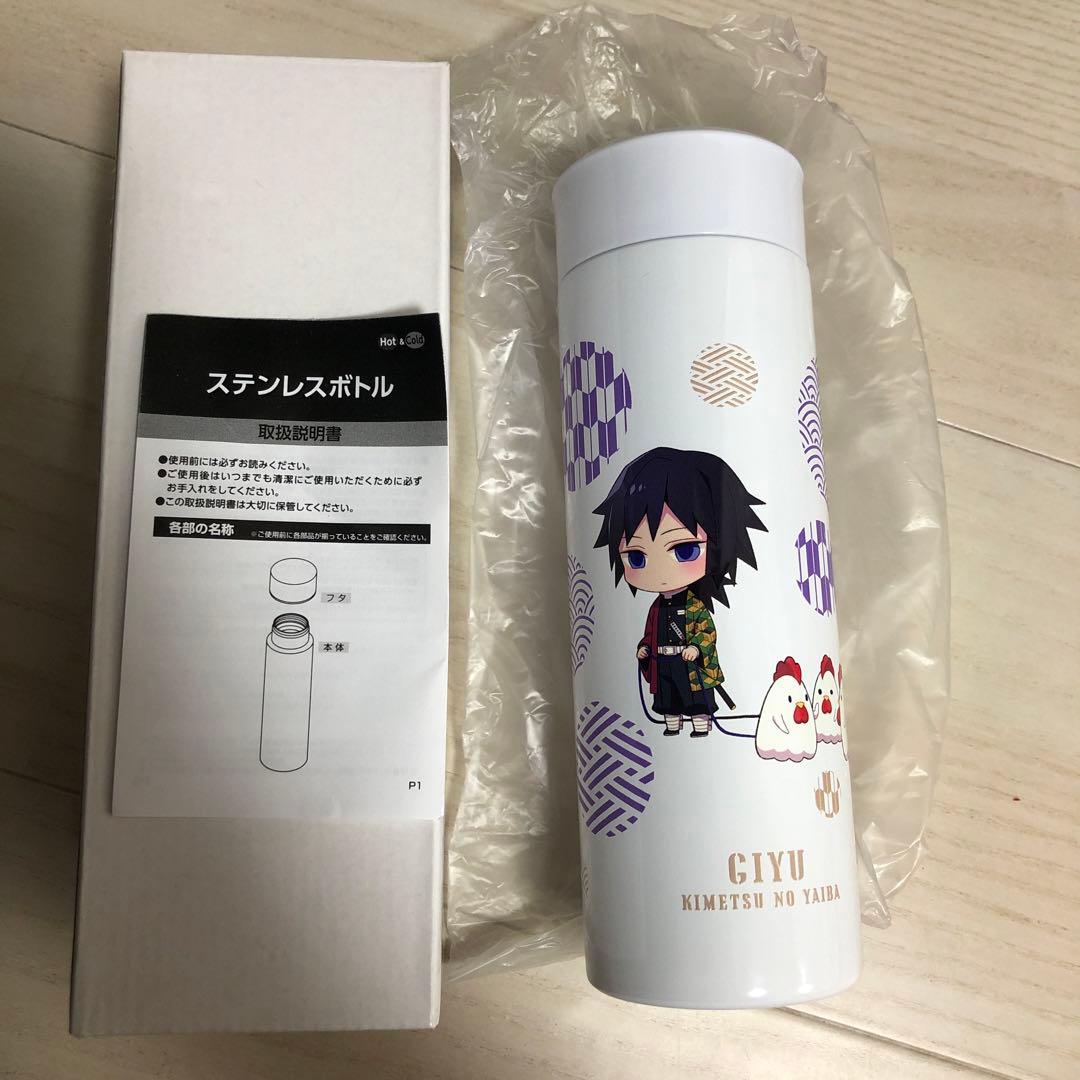 Hot & Cold
ステンレスボトル
取扱説明書
●使用前には必ずお読みください。
●ご使用後はいつまでも清潔にご使用いただくために必ず
お手入れをしてください。
●この取扱説明書は大切に保管してください。
各部の名称 ※ご使用前に各部品が揃っていることをご確認ください。
フタ
本体
P1
GIYU
KIMETSU NO YAIBA